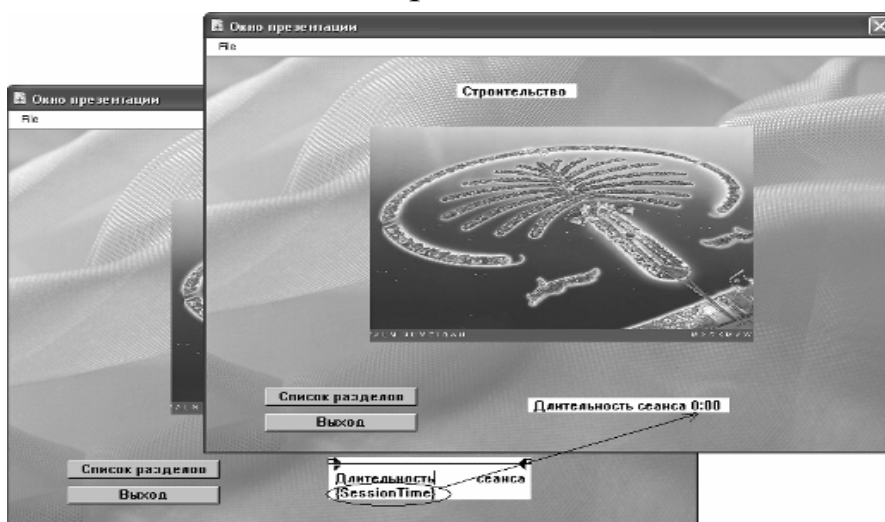 Окно презентации
File
Строительство
Список разделов
Выход
Длительность сеанса 0:00
Окно презентации
File
Список разделов
Выход
Длительность сеанса
{SessionTime}